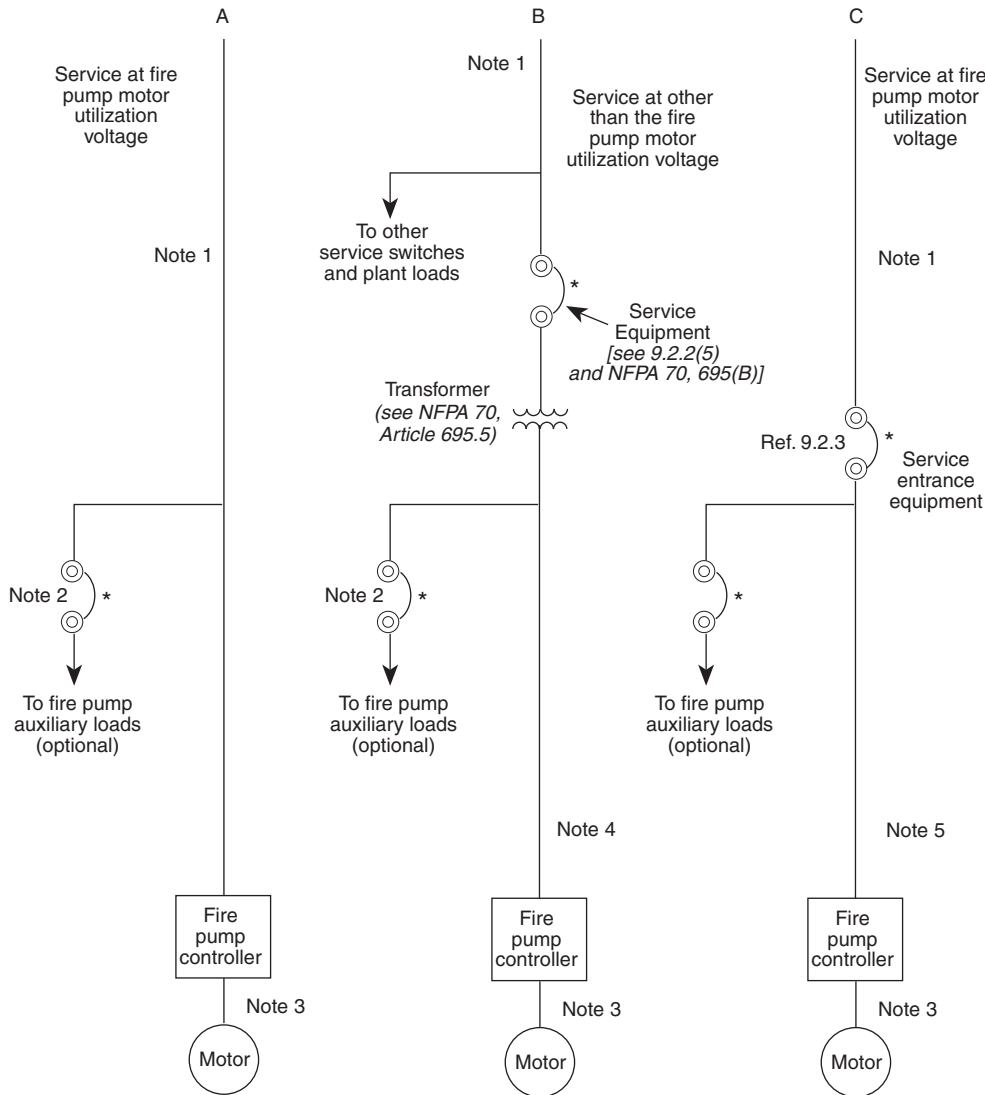 A
B
C
Service at fire
pump motor
utilization
voltage
Note 1
Service at other
than the fire
pump motor
utilization voltage
Service at fire
pump motor
utilization
voltage
To other
service switches
and plant loads
Note 1
Note 1
*
Service
Equipment
[see 9.2.2(5)
and NFPA 70, 695(B)]
Transformer
(see NFPA 70,
Article 695.5)
Ref. 9.2.3
*
Service
entrance
equipment
Note 2
*
Note 2
*
*
To fire pump
auxiliary loads
(optional)
To fire pump
auxiliary loads
(optional)
To fire pump
auxiliary loads
(optional)
Note 4
Note 5
Fire
pump
controller
Fire
pump
controller
Fire
pump
controller
Note 3
Note 3
Note 3
Motor
Motor
Motor